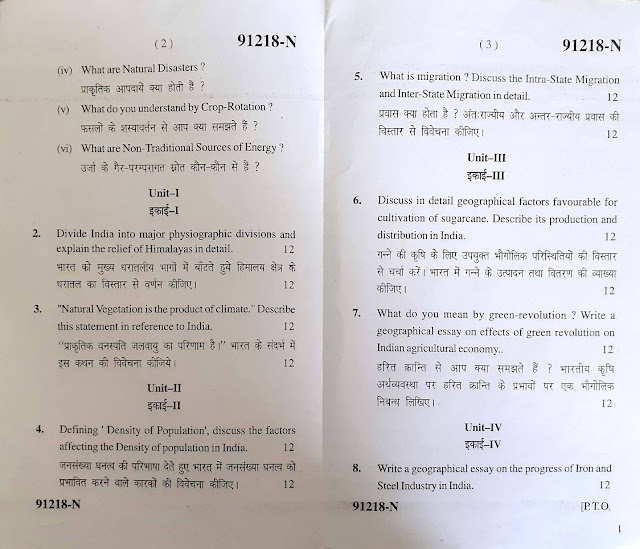 ( 2 ) 91218-N
(iv) What are Natural Disasters ?
प्राकृतिक आपदायें क्या होती हैं ?
(v) What do you understand by Crop-Rotation ?
फसलों के शस्यावर्तन से आप क्या समझते हैं ?
(vi) What are Non-Traditional Sources of Energy ?
उर्जा के गैर-परम्परागत स्रोत कौन-कौन से हैं ?
Unit–I
इकाई–I
2. Divide India into major physiographic divisions and
explain the relief of Himalayas in detail. 12
भारत को मुख्य धरातलीय भागों में बाँटते हुये हिमालय क्षेत्र के
धरातल का विस्तार से वर्णन कीजिए। 12
3. "Natural Vegetation is the product of climate." Describe
this statement in reference to India. 12
“प्राकृतिक वनस्पति जलवायु का परिणाम है।” भारत के संदर्भ में
इस कथन की विवेचना कीजिये। 12
Unit–II
इकाई–II
4. Defining ' Density of Population', discuss the factors
affecting the Density of population in India. 12
जनसंख्या घनत्व की परिभाषा देते हुए भारत में जनसंख्या घनत्व को
प्रभावित करने वाले कारकों की विवेचना कीजिए। 12
91218-N
( 3 ) 91218-N
5. What is migration ? Discuss the Intra-State Migration
and Inter-State Migration in detail. 12
प्रवास क्या होता है ? अंतःराज्यीय और अन्तर-राज्यीय प्रवास की
विस्तार से विवेचना कीजिए। 12
Unit–III
इकाई–III
6. Discuss in detail geographical factors favourable for
cultivation of sugarcane. Describe its production and
distribution in India. 12
गन्ने की कृषि के लिए उपयुक्त भौगोलिक परिस्थितियों की विस्तार
से चर्चा करें। भारत में गन्ने के उत्पादन तथा वितरण की व्याख्या
कीजिए। 12
7. What do you mean by green-revolution ? Write a
geographical essay on effects of green revolution on
Indian agricultural economy.. 12
हरित क्रान्ति से आप क्या समझते हैं ? भारतीय कृषि
अर्थव्यवस्था पर हरित क्रान्ति के प्रभावों पर एक भौगोलिक
निबन्ध लिखिए। 12
Unit–IV
इकाई–IV
8. Write a geographical essay on the progress of Iron and
Steel Industry in India. 12
91218-N [P.T.O.
1